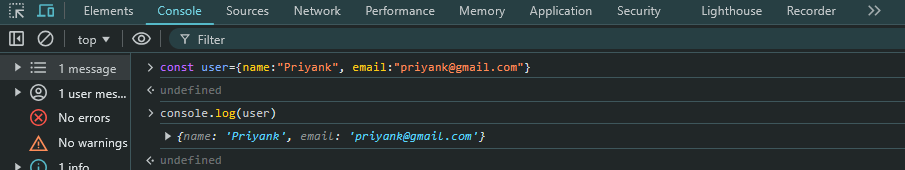 Elements Console Sources Network Performance Memory Application Security Lighthouse Recorder
top Filter
1 message
1 user mes...
No errors
No warnings
1 info
const user={name:"Priyank", email:"priyank@gmail.com"}
undefined
console.log(user)
{name: 'Priyank', email: 'priyank@gmail.com'}
undefined